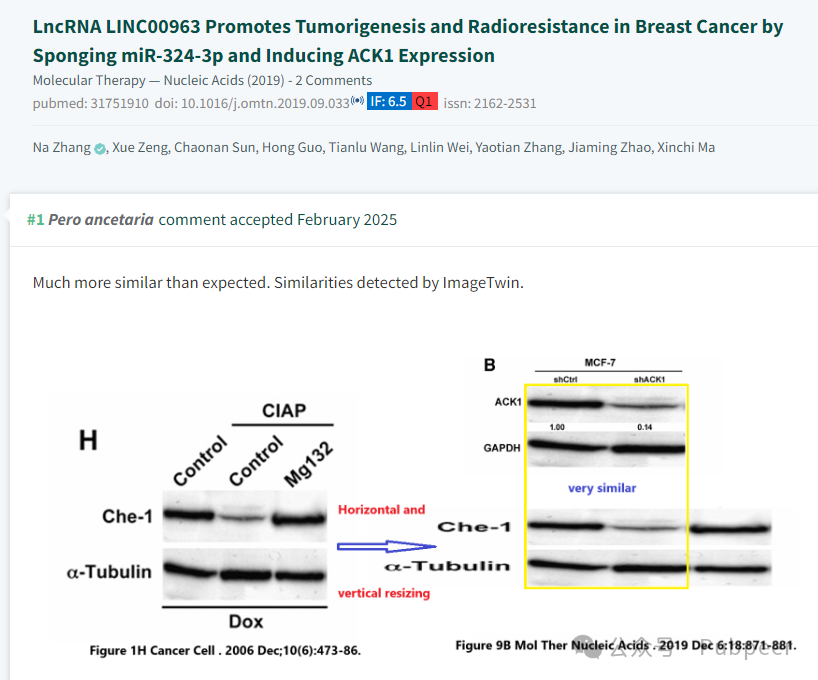 LncRNA LINC00963 Promotes Tumorigenesis and Radioresistance in Breast Cancer by
Sponging miR-324-3p and Inducing ACK1 Expression
Molecular Therapy — Nucleic Acids (2019) - 2 Comments
pubmed: 31751910 doi: 10.1016/j.omtn.2019.09.033 IF: 6.5 Q1 issn: 2162-2531
Na Zhang, Xue Zeng, Chaonan Sun, Hong Guo, Tianlu Wang, Linlin Wei, Yaotian Zhang, Jiaming Zhao, Xinchi Ma
#1 Pero ancetaria comment accepted February 2025
Much more similar than expected. Similarities detected by ImageTwin.
H
CIAP
Control
Control
Mg132
Che-1
α-Tubulin
Dox
Figure 1H Cancer Cell . 2006 Dec;10(6):473-86.
Horizontal and
vertical resizing
B
MCF-7
shCtrl shACK1
ACK1
1.00 0.14
GAPDH
very similar
Che-1
α-Tubulin
Figure 9B Mol Ther Nucleic Acids . 2019 Dec 6:18:871-881.
公众号 · Pubpeer